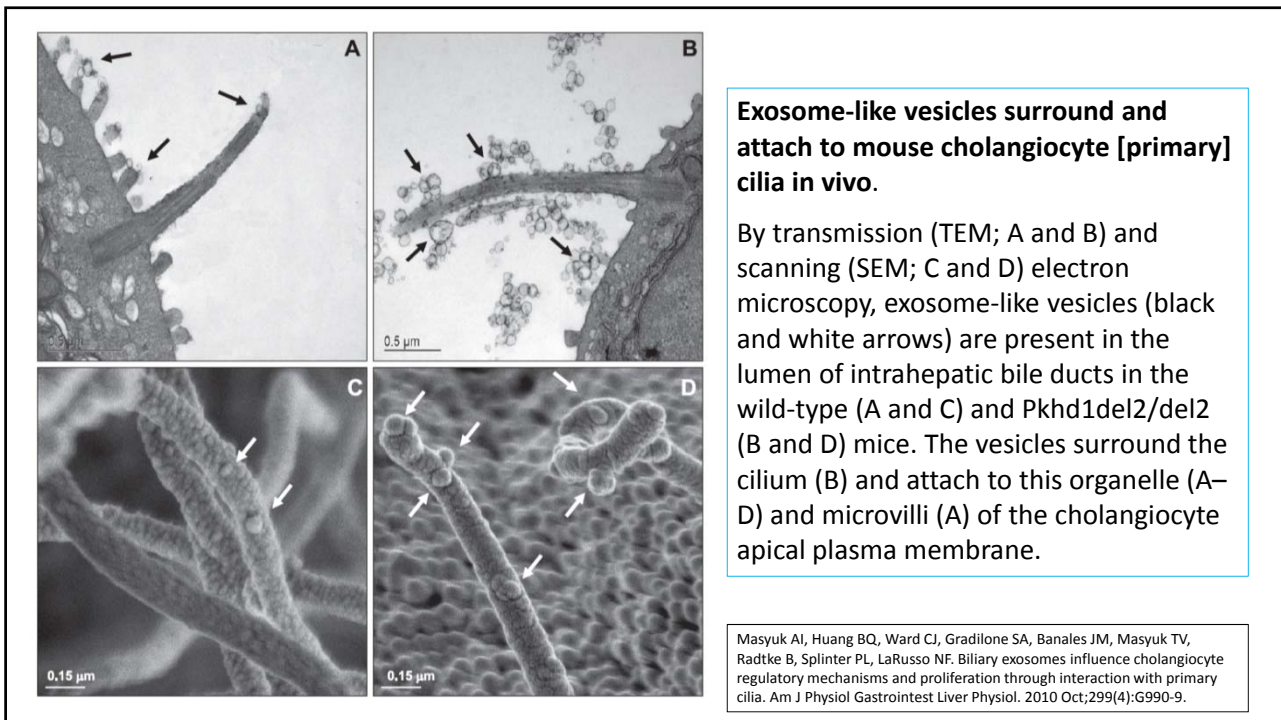 A
B
0.5 µm
0.5 µm
C
D
0.15 µm
0.15 µm
Exosome-like vesicles surround and
attach to mouse cholangiocyte [primary]
cilia in vivo.
By transmission (TEM; A and B) and
scanning (SEM; C and D) electron
microscopy, exosome-like vesicles (black
and white arrows) are present in the
lumen of intrahepatic bile ducts in the
wild-type (A and C) and Pkhd1del2/del2
(B and D) mice. The vesicles surround the
cilium (B) and attach to this organelle (A–
D) and microvilli (A) of the cholangiocyte
apical plasma membrane.
Masyuk AI, Huang BQ, Ward CJ, Gradilone SA, Banales JM, Masyuk TV,
Radtke B, Splinter PL, LaRusso NF. Biliary exosomes influence cholangiocyte
regulatory mechanisms and proliferation through interaction with primary
cilia. Am J Physiol Gastrointest Liver Physiol. 2010 Oct;299(4):G990-9.